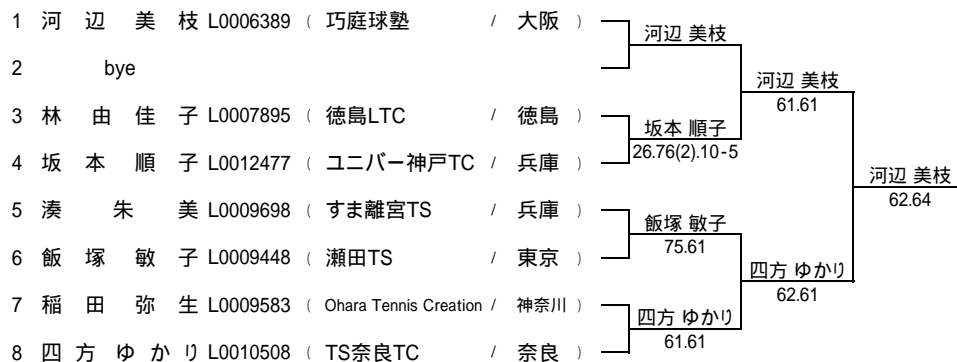 1 河辺 美枝 L0006389 ( 巧庭球塾 / 大阪 )
河辺 美枝
2 bye
河辺 美枝
61.61
3 林 由佳子 L0007895 ( 徳島LTC / 徳島 )
坂本 順子
26.76(2).10-5
4 坂本 順子 L0012477 ( ユニバー神戸TC / 兵庫 )
河辺 美枝
62.64
5 湊 朱美 L0009698 ( すま離宮TS / 兵庫 )
飯塚 敏子
75.61
6 飯塚 敏子 L0009448 ( 瀬田TS / 東京 )
四方 ゆかり
62.61
7 稲田 弥生 L0009583 ( Ohara Tennis Creation / 神奈川 )
四方 ゆかり
61.61
8 四方 ゆかり L0010508 ( TS奈良TC / 奈良 )